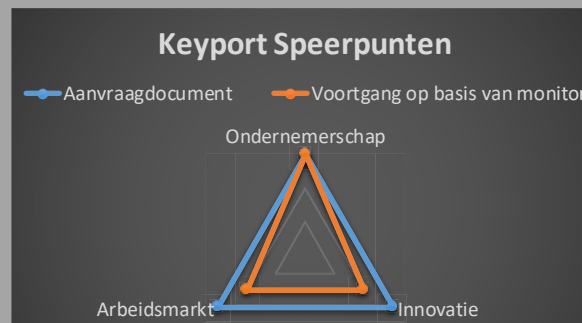 Keyport Speerpunten
Aanvraagdocument Voortgang op basis van monitor
Ondernemerschap
Arbeidsmarkt Innovatie